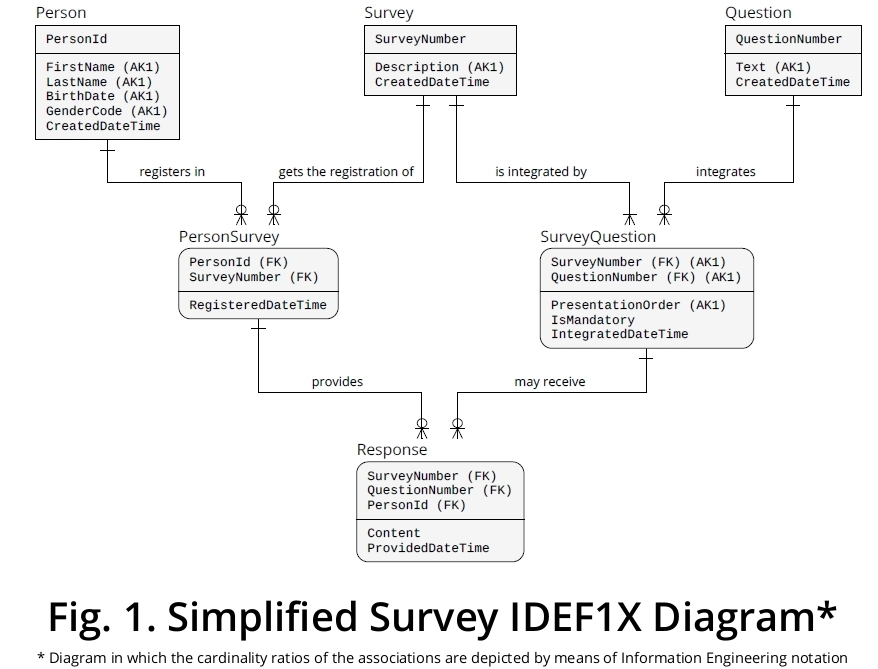 Person
PersonId
FirstName (AK1)
LastName (AK1)
BirthDate (AK1)
GenderCode (AK1)
CreatedDateTime
Survey
SurveyNumber
Description (AK1)
CreatedDateTime
Question
QuestionNumber
Text (AK1)
CreatedDateTime
registers in
gets the registration of
is integrated by
integrates
PersonSurvey
PersonId (FK)
SurveyNumber (FK)
RegisteredDateTime
SurveyQuestion
SurveyNumber (FK) (AK1)
QuestionNumber (FK) (AK1)
PresentationOrder (AK1)
IsMandatory
IntegratedDateTime
provides
may receive
Response
SurveyNumber (FK)
QuestionNumber (FK)
PersonId (FK)
Content
ProvidedDateTime
Fig. 1. Simplified Survey IDEF1X Diagram*
* Diagram in which the cardinality ratios of the associations are depicted by means of Information Engineering notation